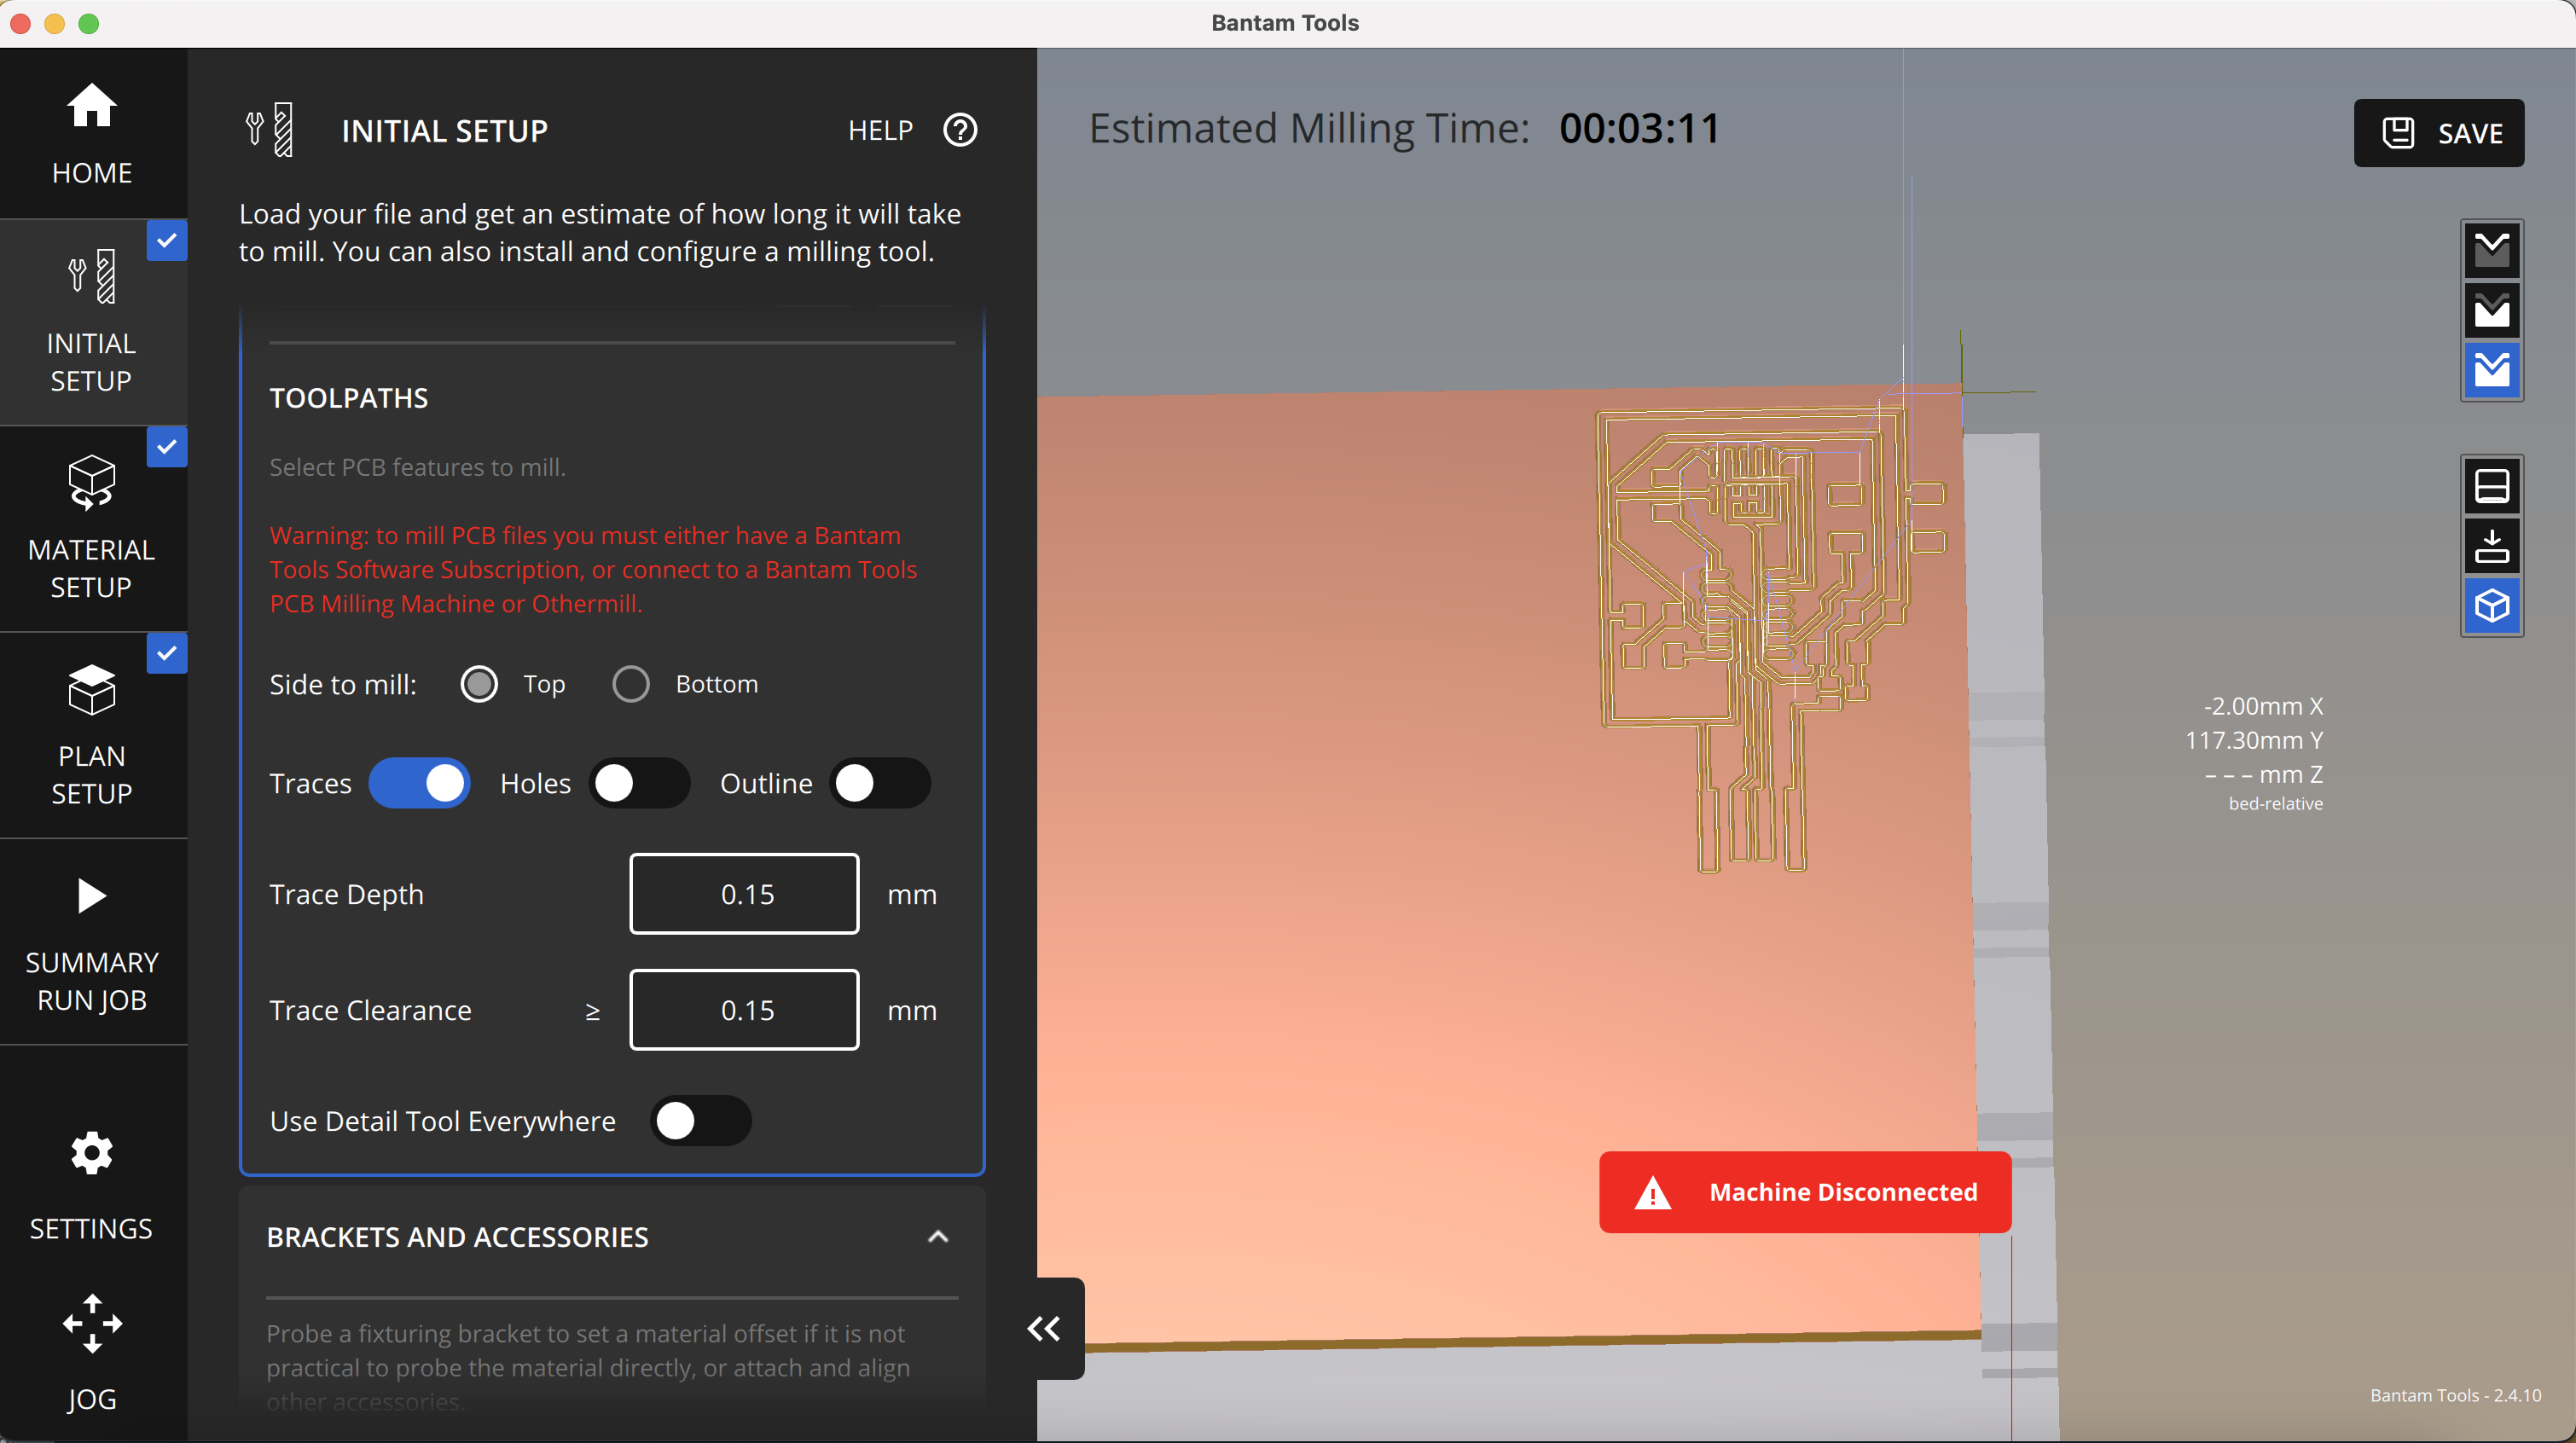 Bantam Tools
HOME
INITIAL
SETUP
MATERIAL
SETUP
PLAN
SETUP
SUMMARY
RUN JOB
SETTINGS
JOG
INITIAL SETUP
HELP
Load your file and get an estimate of how long it will take
to mill. You can also install and configure a milling tool.
TOOLPATHS
Select PCB features to mill.
Warning: to mill PCB files you must either have a Bantam
Tools Software Subscription, or connect to a Bantam Tools
PCB Milling Machine or Othermill.
Side to mill: Top Bottom
Traces Holes Outline
Trace Depth 0.15 mm
Trace Clearance ≥ 0.15 mm
Use Detail Tool Everywhere
BRACKETS AND ACCESSORIES
Probe a fixturing bracket to set a material offset if it is not
practical to probe the material directly, or attach and align
other accessories.
Estimated Milling Time: 00:03:11
SAVE
-2.00mm X
117.30mm Y
– – – mm Z
bed-relative
Machine Disconnected
Bantam Tools - 2.4.10